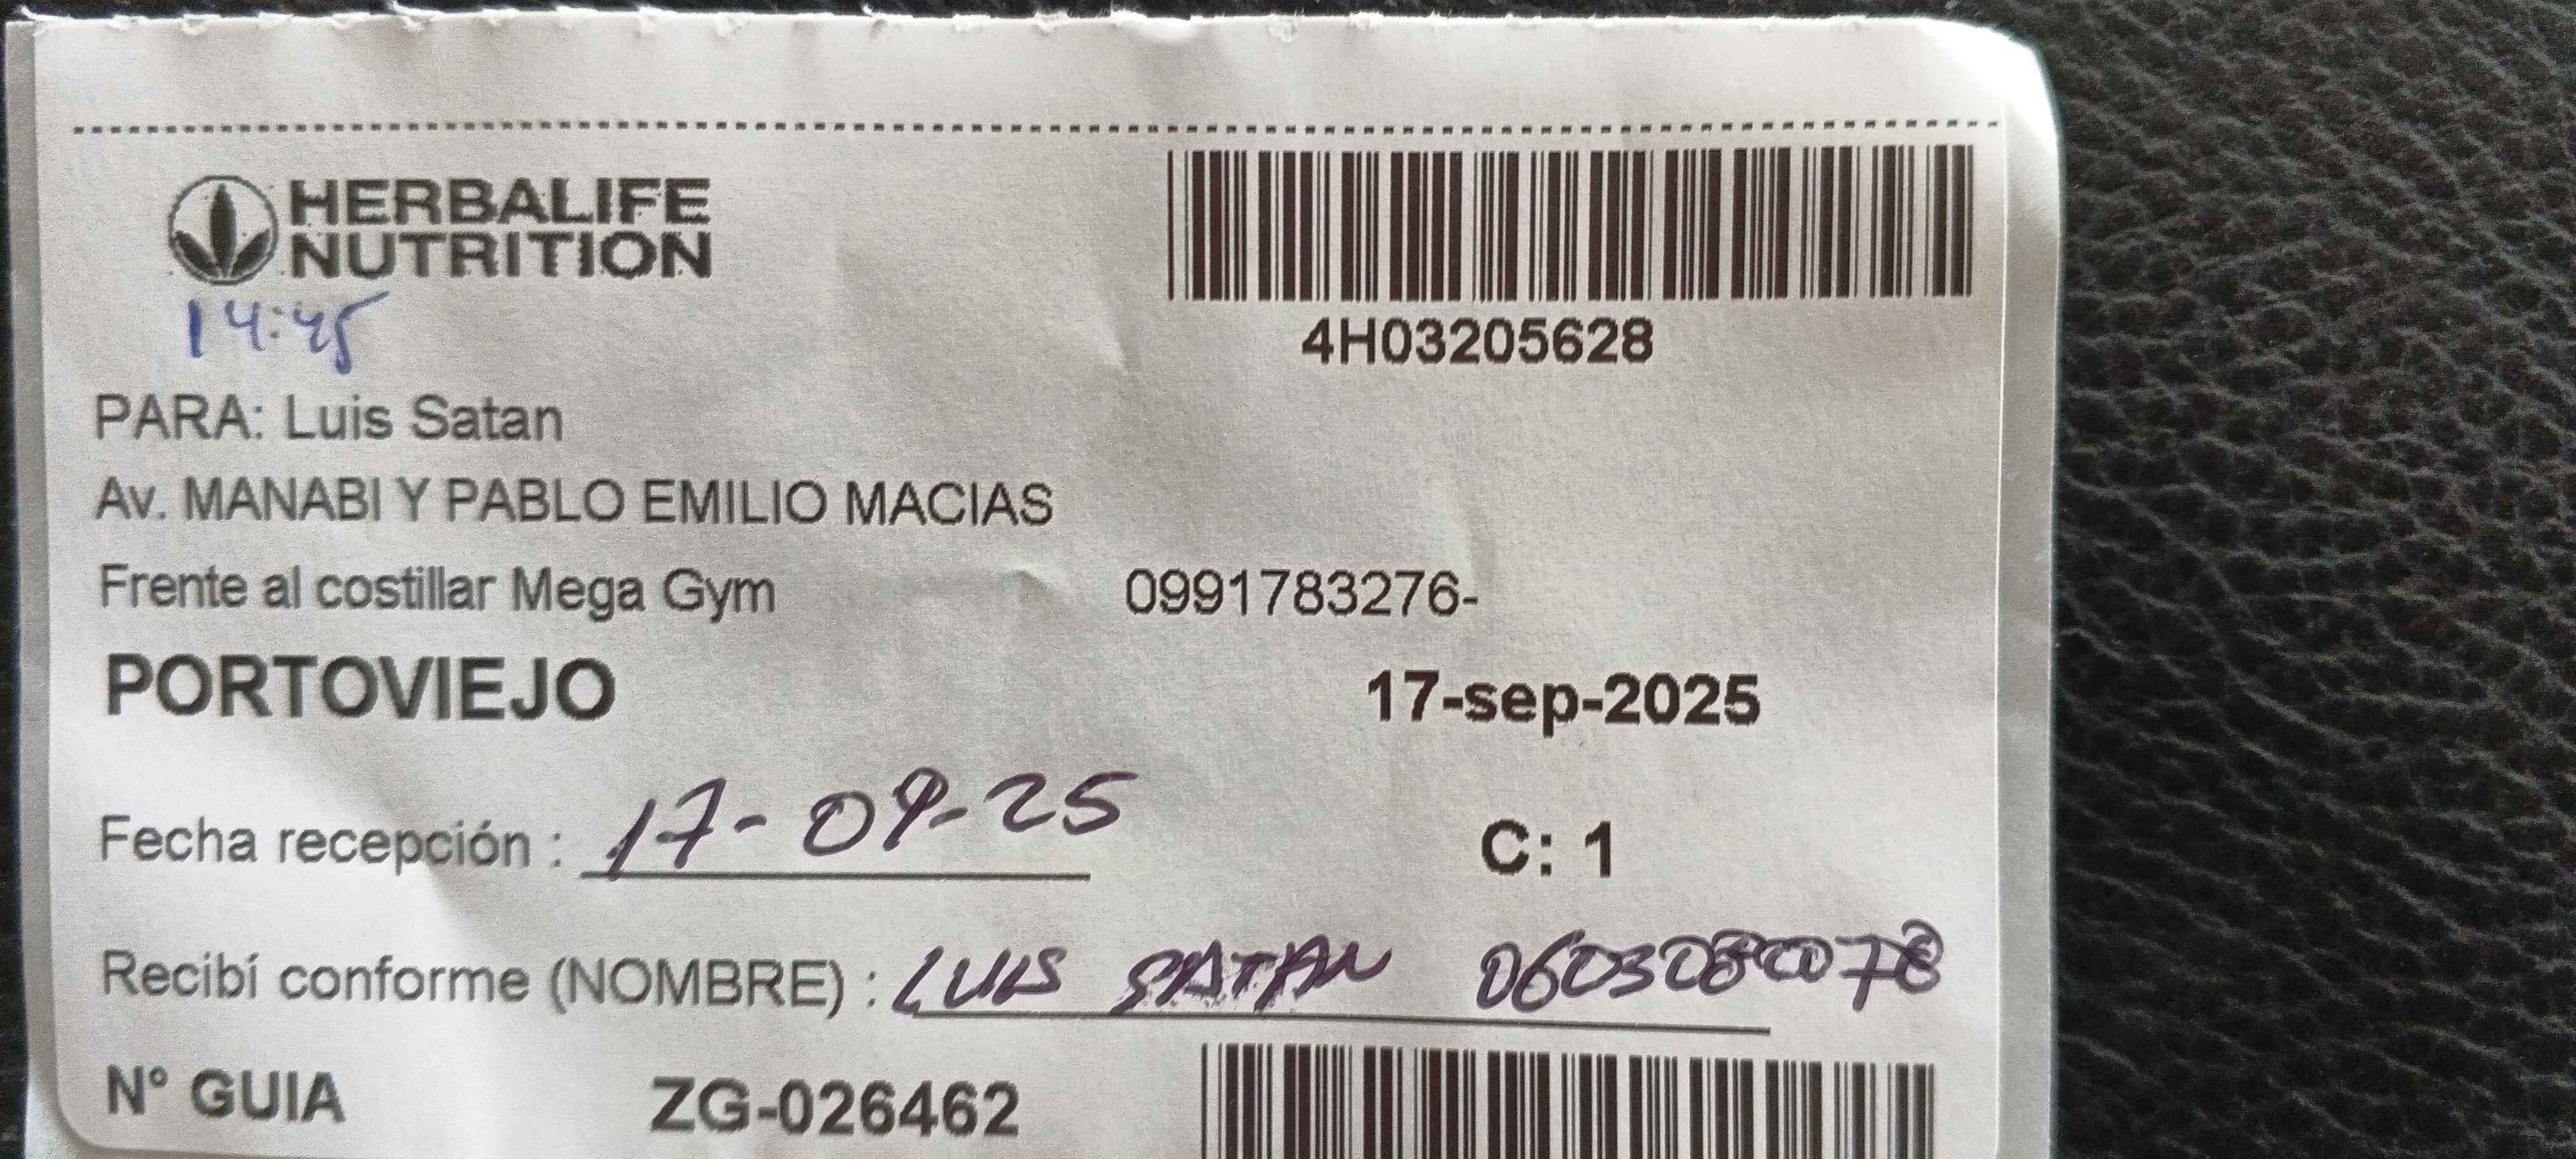 HERBALIFE
NUTRITION
14:45
4H03205628
PARA: Luis Satan
Av. MANABI Y PABLO EMILIO MACIAS
Frente al costillar Mega Gym 0991783276-
PORTOVIEJO 17-sep-2025
Fecha recepción : 17-09-25 C: 1
Recibí conforme (NOMBRE) : LUIS SATAN
N° GUIA ZG-026462